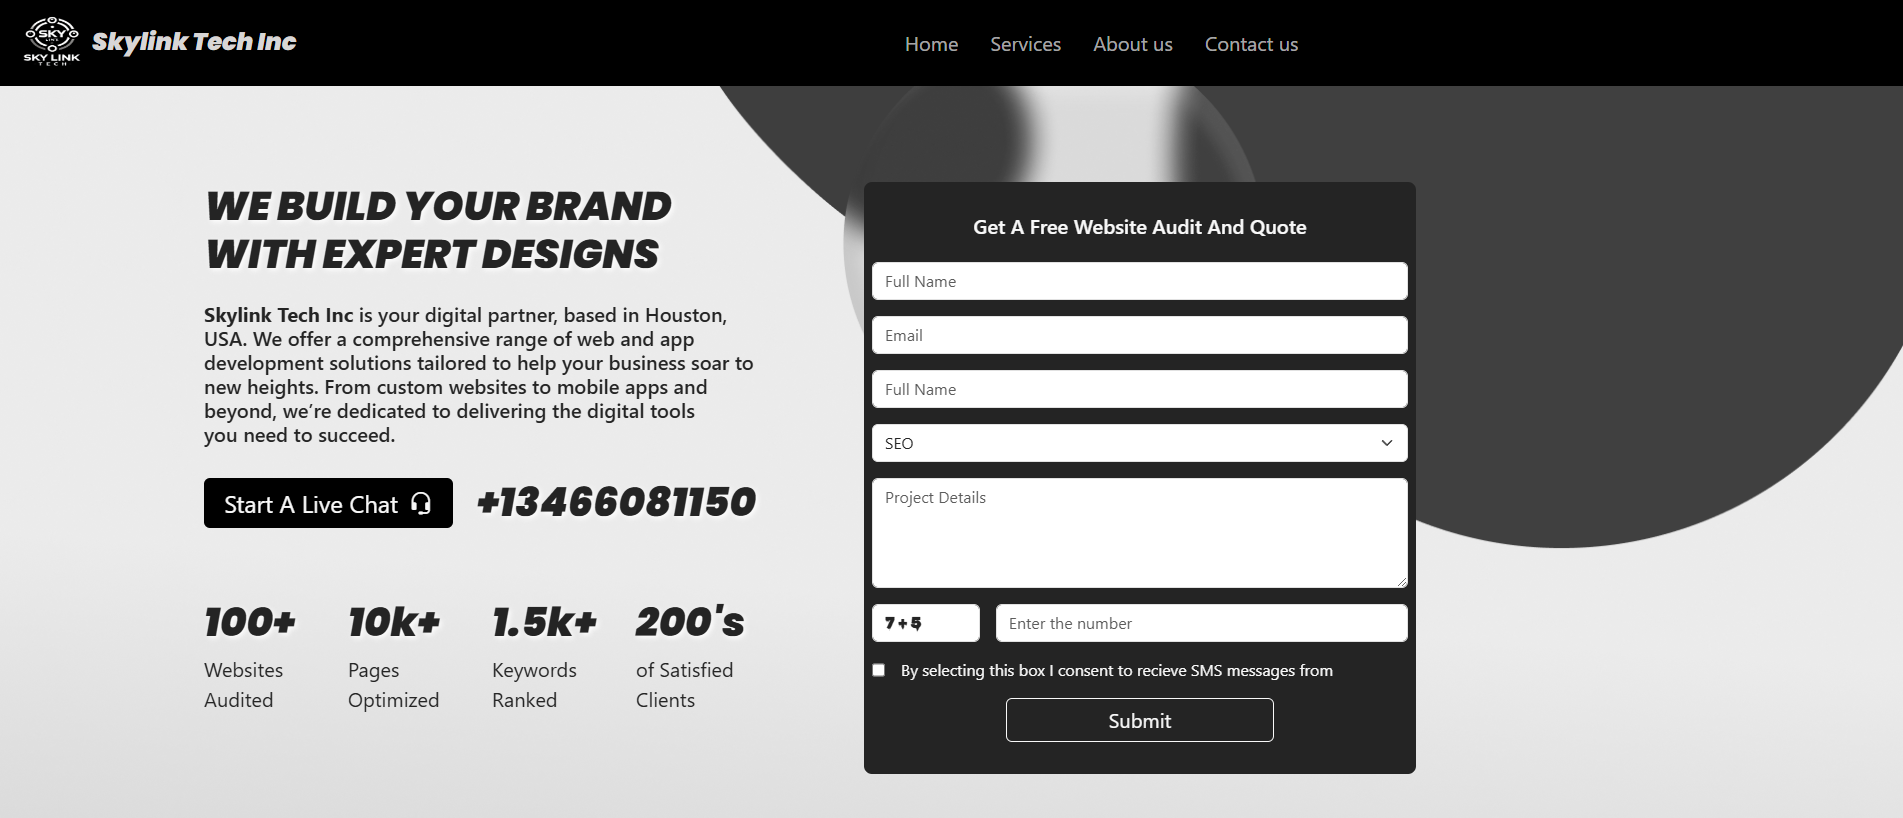 SKY
SKY LINK
TECH
Skylink Tech Inc
Home
Services
About us
Contact us
WE BUILD YOUR BRAND
WITH EXPERT DESIGNS
Skylink Tech Inc is your digital partner, based in Houston,
USA. We offer a comprehensive range of web and app
development solutions tailored to help your business soar to
new heights. From custom websites to mobile apps and
beyond, we’re dedicated to delivering the digital tools
you need to succeed.
Start A Live Chat
+13466081150
100+
Websites
Audited
10k+
Pages
Optimized
1.5k+
Keywords
Ranked
200's
of Satisfied
Clients
Get A Free Website Audit And Quote
Full Name
Email
Full Name
SEO
Project Details
7 + 5
Enter the number
By selecting this box I consent to recieve SMS messages from
Submit